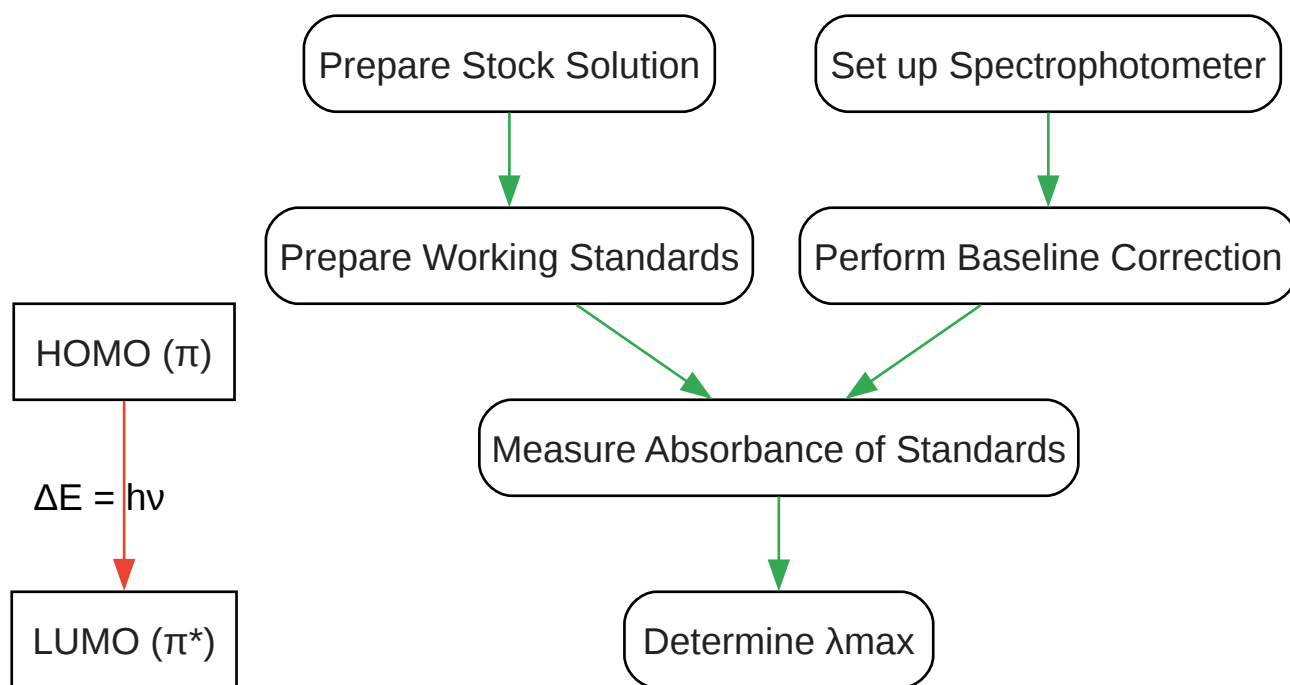 Prepare Stock Solution
Set up Spectrophotometer
Prepare Working Standards
Perform Baseline Correction
HOMO (π)
Measure Absorbance of Standards
ΔE = hν
LUMO (π*)
Determine λmax